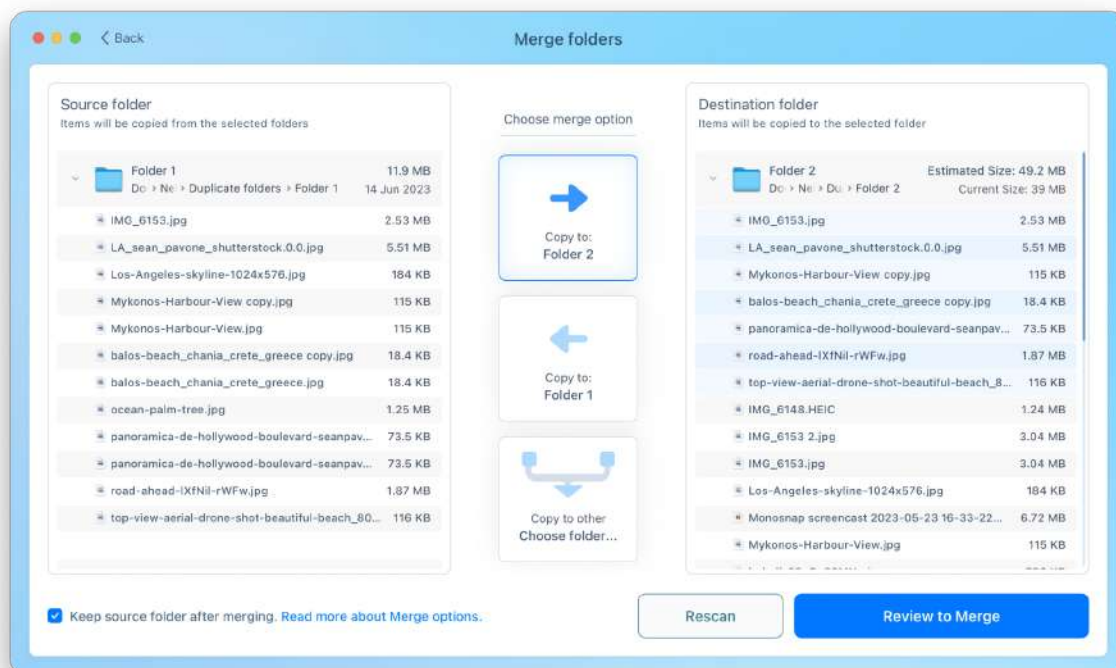 Back
Merge folders
Source folder
Items will be copied from the selected folders
Folder 1 11.9 MB
Do › Ne › Duplicate folders › Folder 1 14 Jun 2023
IMG_6153.jpg 2.53 MB
LA_sean_pavone_shutterstock.0.0.jpg 5.51 MB
Los-Angeles-skyline-1024x576.jpg 184 KB
Mykonos-Harbour-View copy.jpg 115 KB
Mykonos-Harbour-View.jpg 115 KB
balos-beach_chania_crete_greece copy.jpg 18.4 KB
balos-beach_chania_crete_greece.jpg 18.4 KB
ocean-palm-tree.jpg 1.25 MB
panoramica-de-hollywood-boulevard-seanpav... 73.5 KB
panoramica-de-hollywood-boulevard-seanpav... 73.5 KB
road-ahead-IXfNiI-rWFw.jpg 1.87 MB
top-view-aerial-drone-shot-beautiful-beach_80... 116 KB
Choose merge option
Copy to:
Folder 2
Copy to:
Folder 1
Copy to other
Choose folder...
Destination folder
Items will be copied to the selected folder
Folder 2 Estimated Size: 49.2 MB
Do › Ne › Du › Folder 2 Current Size: 39 MB
IMG_6153.jpg 2.53 MB
LA_sean_pavone_shutterstock.0.0.jpg 5.51 MB
Mykonos-Harbour-View copy.jpg 115 KB
balos-beach_chania_crete_greece copy.jpg 18.4 KB
panoramica-de-hollywood-boulevard-seanpav... 73.5 KB
road-ahead-IXfNiI-rWFw.jpg 1.87 MB
top-view-aerial-drone-shot-beautiful-beach_8... 116 KB
IMG_6148.HEIC 1.24 MB
IMG_6153 2.jpg 3.04 MB
IMG_6153.jpg 3.04 MB
Los-Angeles-skyline-1024x576.jpg 184 KB
Monosnap screencast 2023-05-23 16-33-22... 6.72 MB
Mykonos-Harbour-View.jpg 115 KB
Keep source folder after merging. Read more about Merge options.
Rescan
Review to Merge